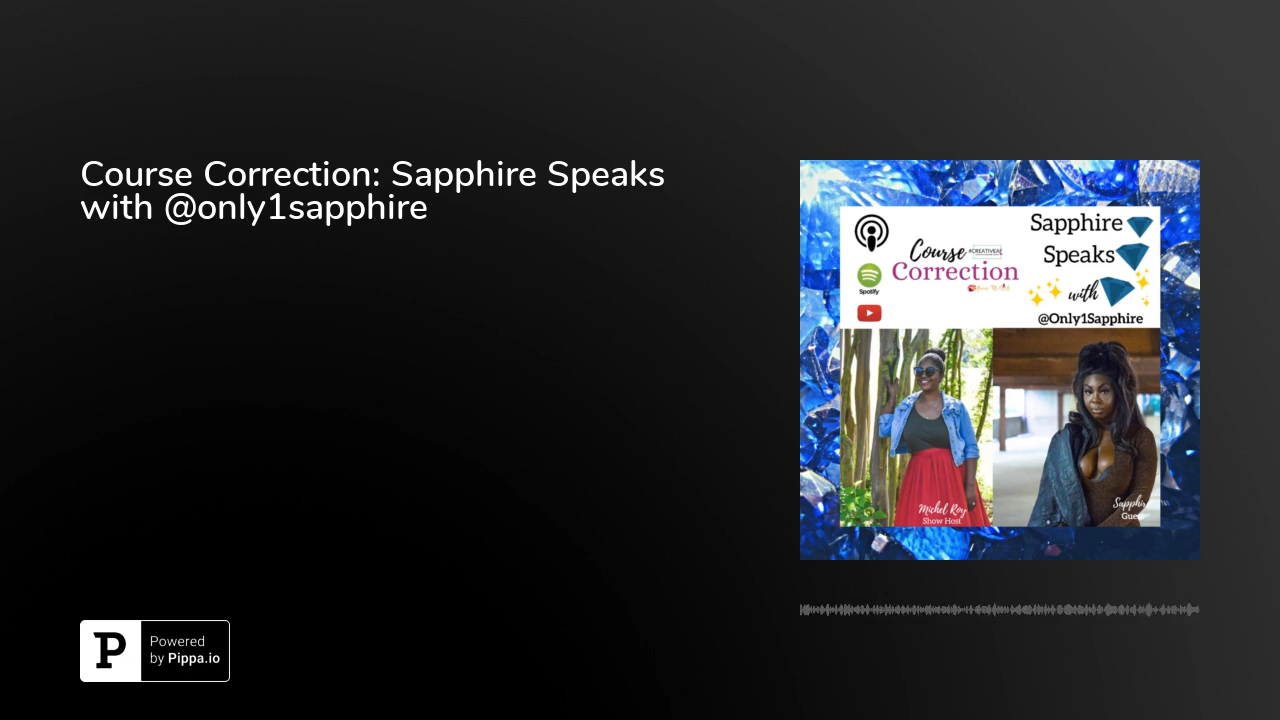 Course Correction: Sapphire Speaks
with @only1sapphire
Spotify
Course
#CREATIVEAF
Correction
Sapphire
Speaks
with
@Only1Sapphire
Michel Roy
Show Host
Powered
by Pippa.io